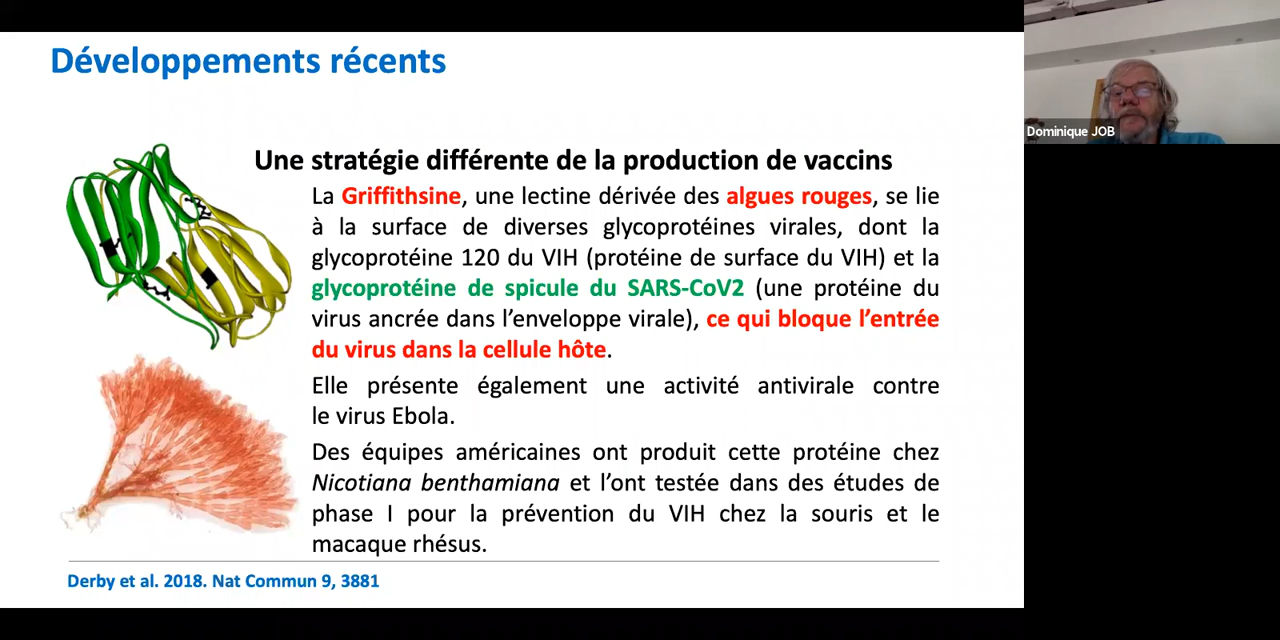 Développements récents
Dominique JOB
Une stratégie différente de la production de vaccins
La Griffithsine, une lectine dérivée des algues rouges, se lie
à la surface de diverses glycoprotéines virales, dont la
glycoprotéine 120 du VIH (protéine de surface du VIH) et la
glycoprotéine de spicule du SARS-CoV2 (une protéine du
virus ancrée dans l’enveloppe virale), ce qui bloque l’entrée
du virus dans la cellule hôte.
Elle présente également une activité antivirale contre
le virus Ebola.
Des équipes américaines ont produit cette protéine chez
Nicotiana benthamiana et l’ont testée dans des études de
phase I pour la prévention du VIH chez la souris et le
macaque rhésus.
Derby et al. 2018. Nat Commun 9, 3881